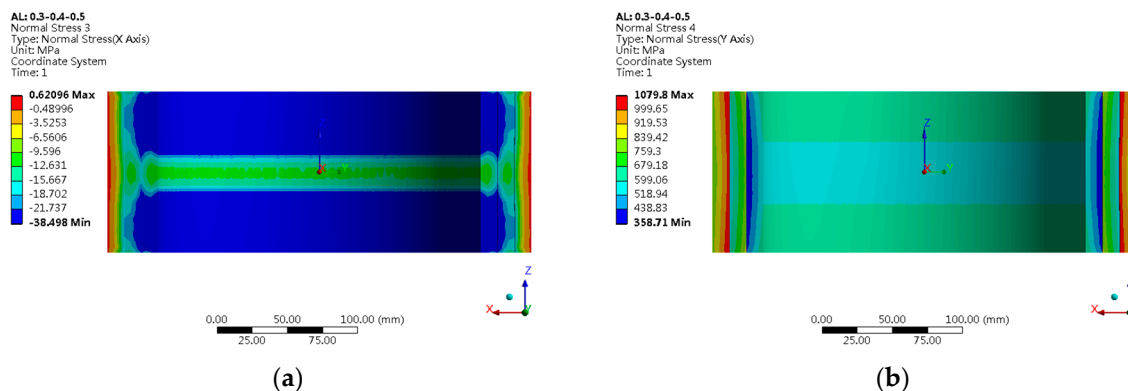 AL: 0.3-0.4-0.5
Normal Stress 3
Type: Normal Stress(X Axis)
Unit: MPa
Coordinate System
Time: 1
0.62096 Max
-0.48996
-3.5253
-6.5606
-9.596
-12.631
-15.667
-18.702
-21.737
-38.498 Min
Z
X
Y
Z
X
Y
0.00 50.00 100.00 (mm)
25.00 75.00
(a)
AL: 0.3-0.4-0.5
Normal Stress 4
Type: Normal Stress(Y Axis)
Unit: MPa
Coordinate System
Time: 1
1079.8 Max
999.65
919.53
839.42
759.3
679.18
599.06
518.94
438.83
358.71 Min
Z
X
Y
Z
X
0.00 50.00 100.00 (mm)
25.00 75.00
(b)